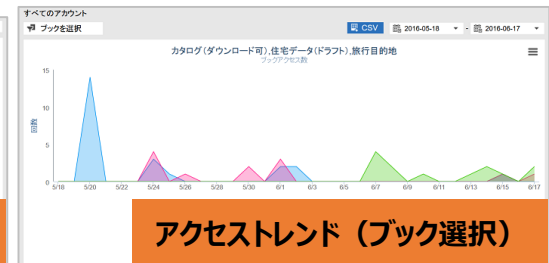 すべてのアカウント
ブックを選択
CSV 2016-05-18 - 2016-06-17
カタログ(ダウンロード可),住宅データ(ドラフト),旅行目的地
ブックアクセス数
回数
15
10
5
0
5/18 5/20 5/22 5/24 5/26 5/28 5/30 6/1 6/3 6/5 6/7 6/9 6/11 6/13 6/15 6/17
アクセストレンド（ブック選択）